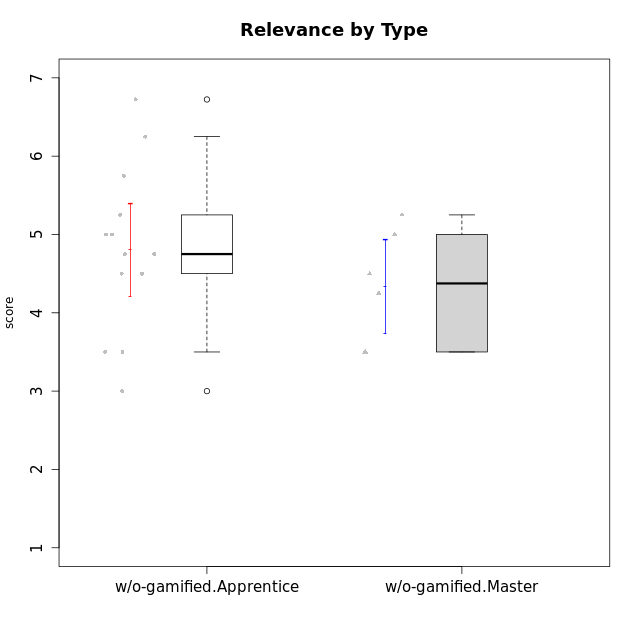 Relevance by Type
7
6
5
4
3
2
1
score
w/o-gamified.Apprentice
w/o-gamified.Master